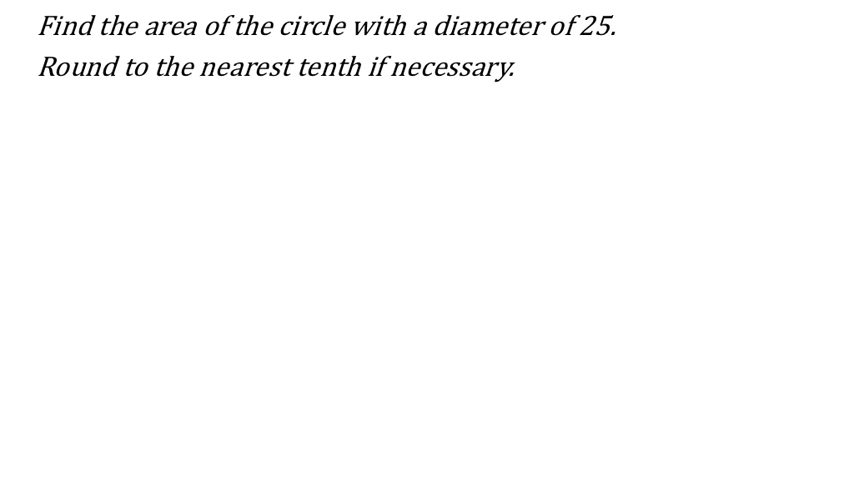 Find the area of the circle with a diameter of 25.
Round to the nearest tenth if necessary.